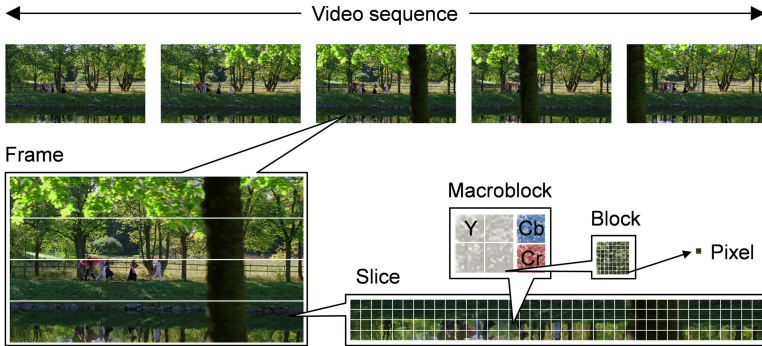 Video sequence
Frame
Macroblock
Y
Cb
Cr
Block
Pixel
Slice